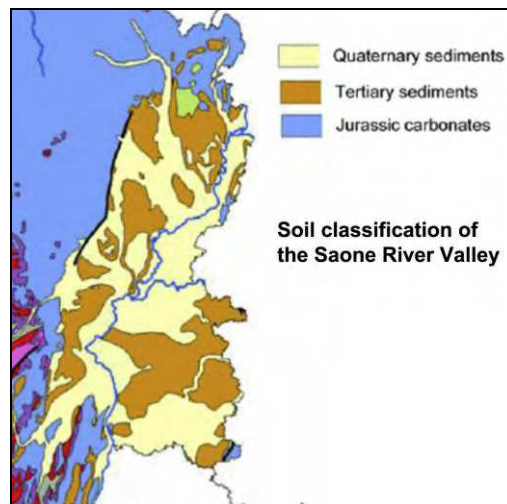 Quaternary sediments
Tertiary sediments
Jurassic carbonates
Soil classification of
the Saone River Valley